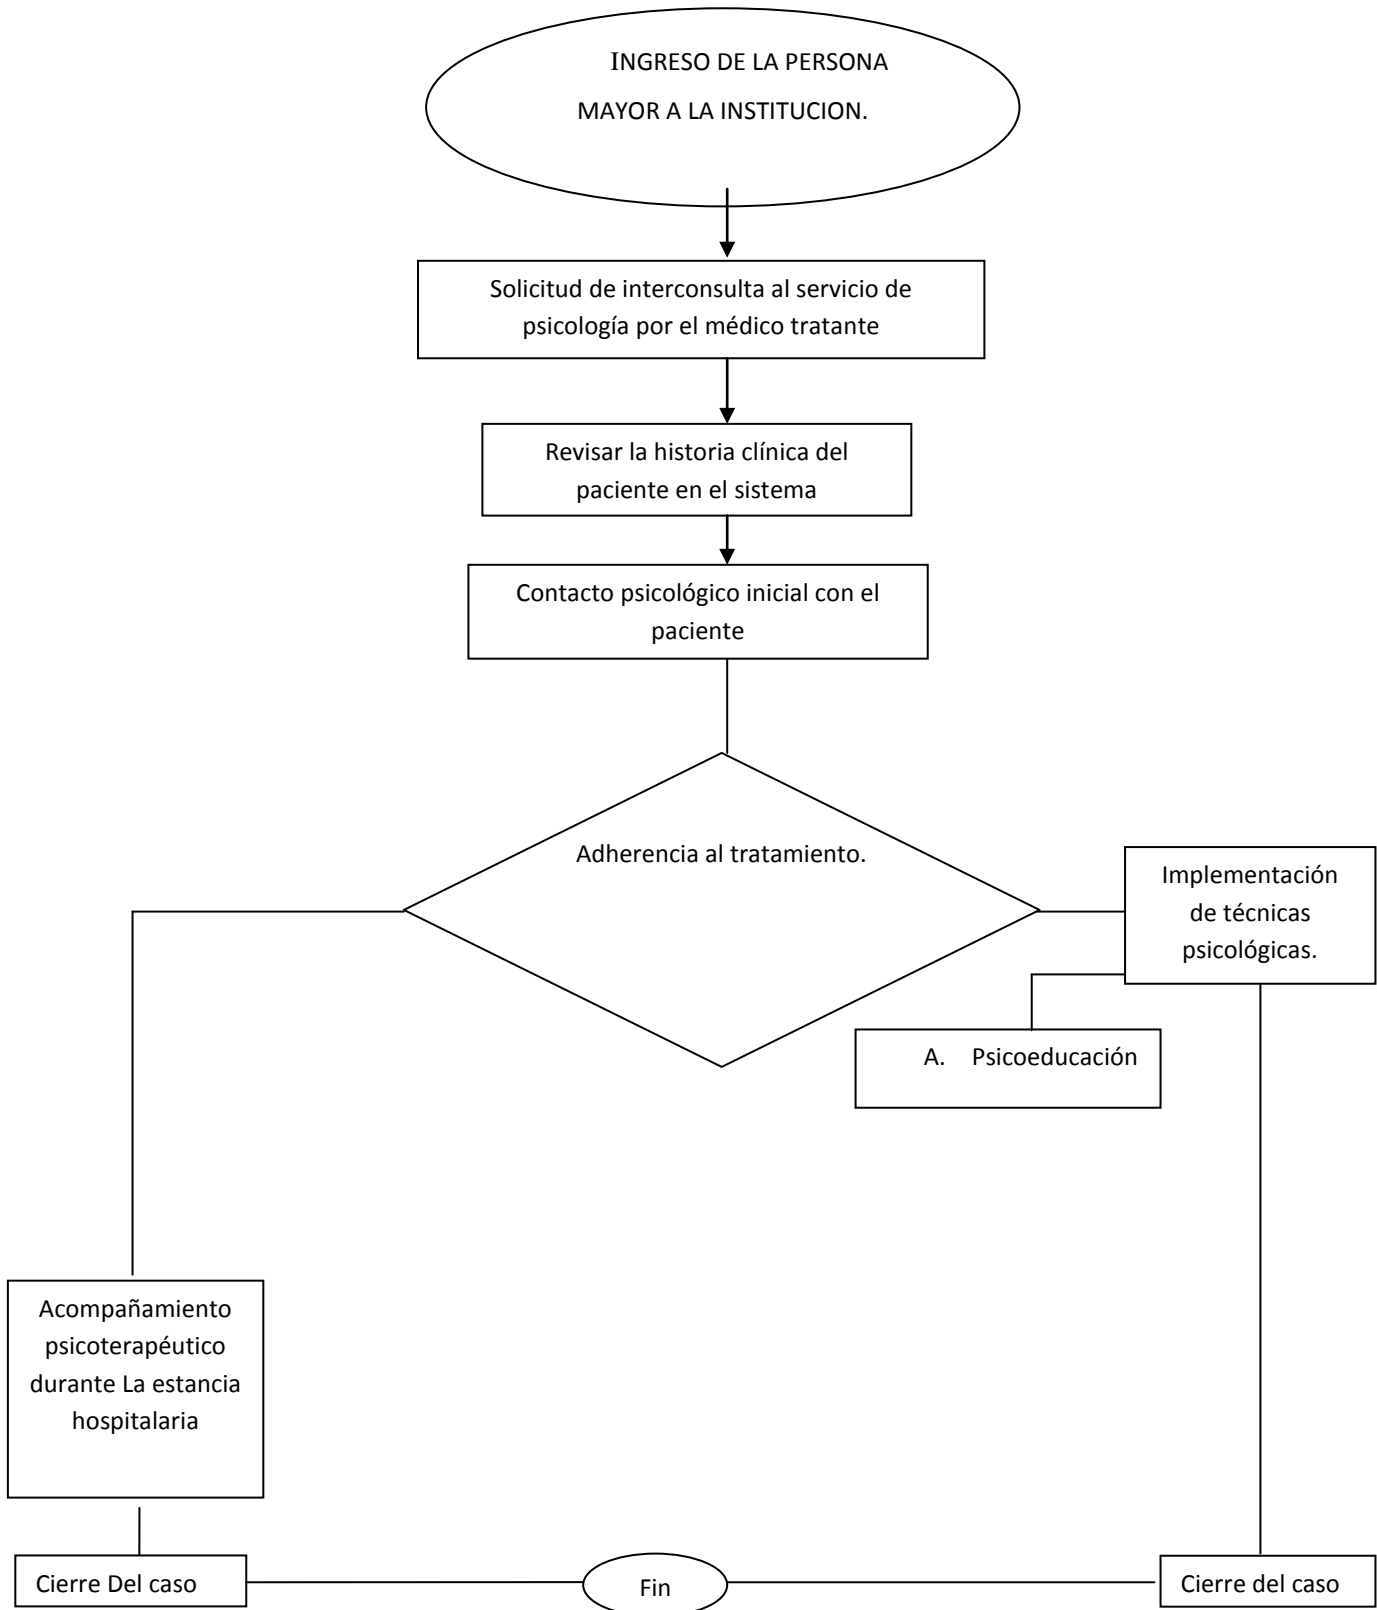 INGRESO DE LA PERSONA
MAYOR A LA INSTITUCION.
Solicitud de interconsulta al servicio de
psicología por el médico tratante
Revisar la historia clínica del
paciente en el sistema
Contacto psicológico inicial con el
paciente
Adherencia al tratamiento.
Implementación
de técnicas
psicológicas.
A. Psicoeducación
Acompañamiento
psicoterapéutico
durante La estancia
hospitalaria
Cierre Del caso
Fin
Cierre del caso